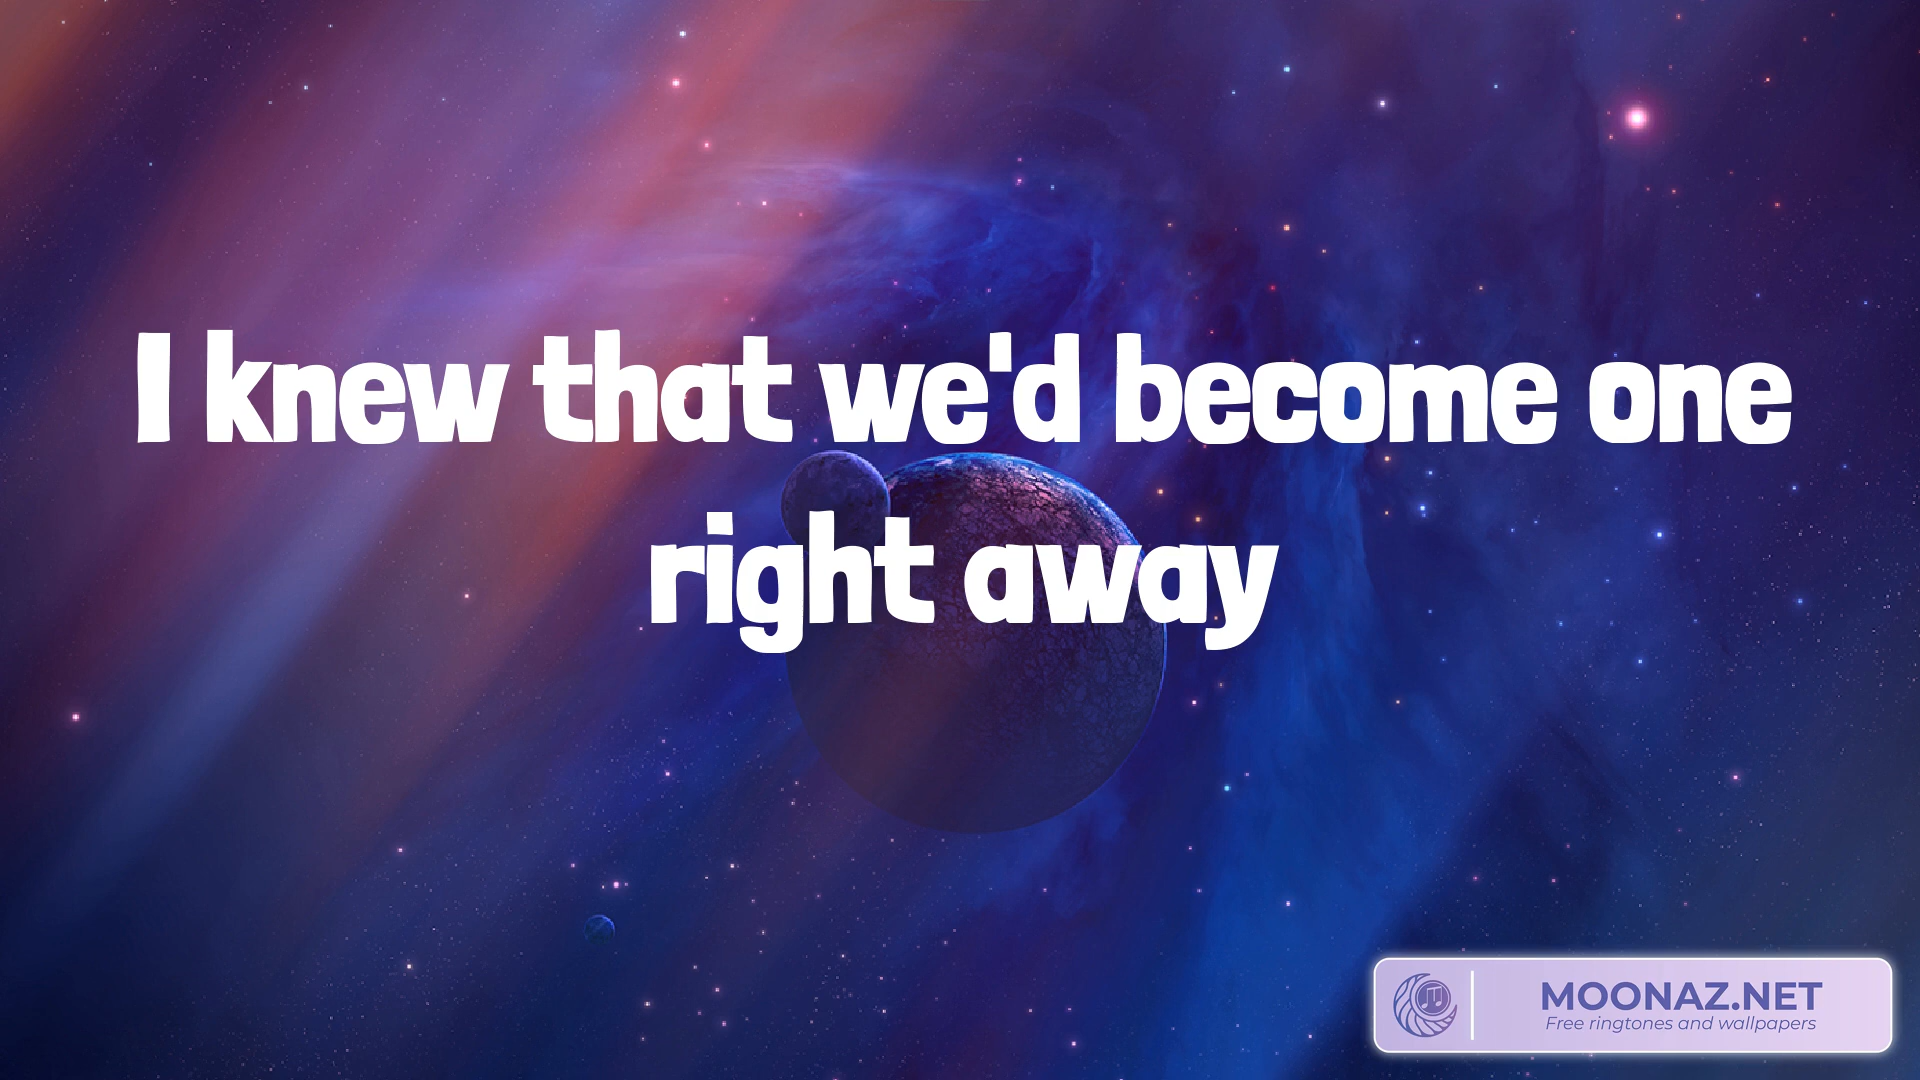 I knew that we'd become one
right away
MOONAZ.NET
Free ringtones and wallpapers